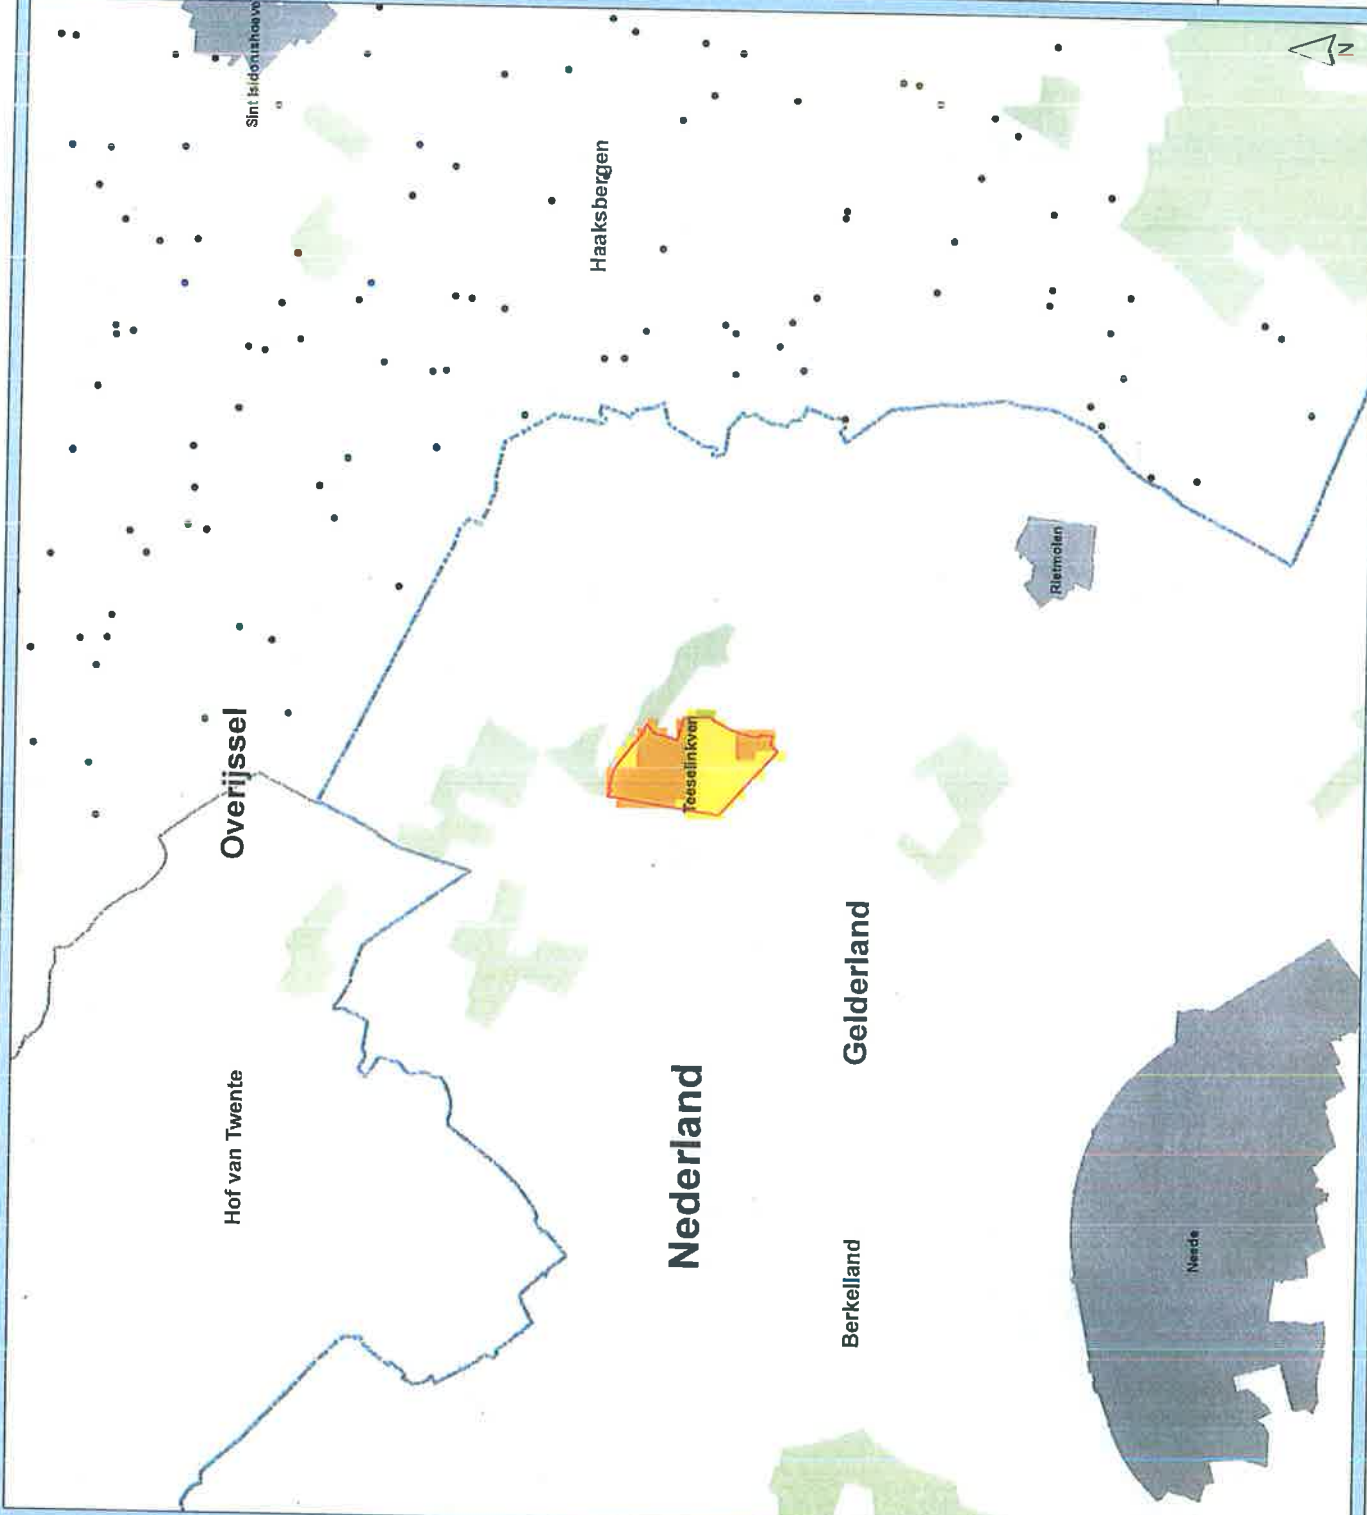 Sint Isidorushoeve
Haaksbergen
Overijssel
Rietmolen
Teeselinkven
Hof van Twente
Nederland
Gelderland
Berkelland
Neede
N